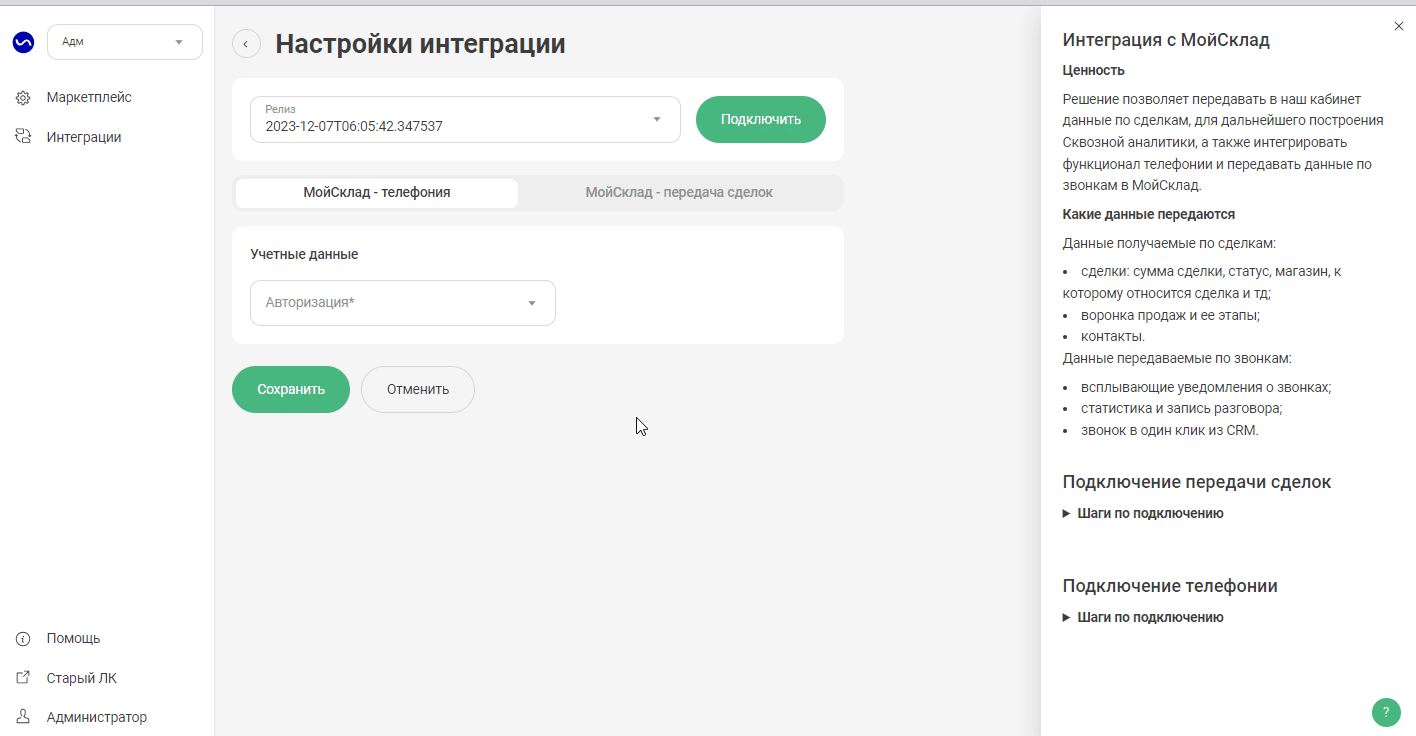 Адм
Маркетплейс
Интеграции
Помощь
Старый ЛК
Администратор
Настройки интеграции
Релиз
2023-12-07T06:05:42.347537
Подключить
МойСклад - телефония
МойСклад - передача сделок
Учетные данные
Авторизация*
Сохранить
Отменить
Интеграция с МойСклад
Ценность
Решение позволяет передавать в наш кабинет
данные по сделкам, для дальнейшего построения
Сквозной аналитики, а также интегрировать
функционал телефонии и передавать данные по
звонкам в МойСклад.
Какие данные передаются
Данные получаемые по сделкам:
• сделки: сумма сделки, статус, магазин, к
которому относится сделка и тд;
• воронка продаж и ее этапы;
• контакты.
Данные передаваемые по звонкам:
• всплывающие уведомления о звонках;
• статистика и запись разговора;
• звонок в один клик из CRM.
Подключение передачи сделок
Шаги по подключению
Подключение телефонии
Шаги по подключению
?